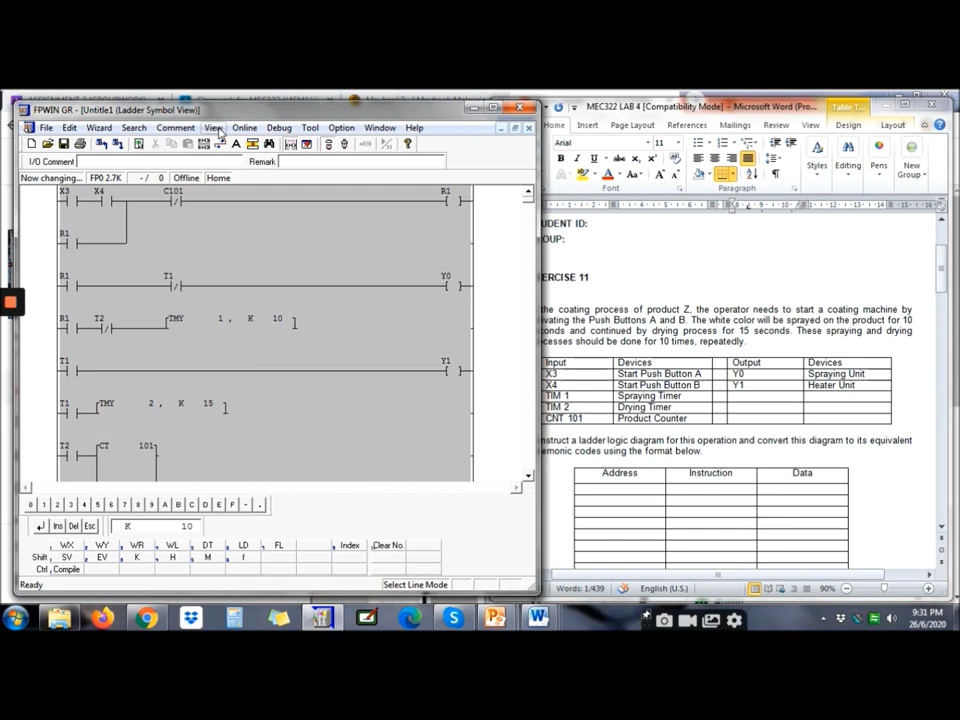 FPWIN GR - [Untitle1 (Ladder Symbol View)]
File Edit Wizard Search Comment View Online Debug Tool Option Window Help
I/O Comment Remark
Now changing... FP0 2.7K - / 0 Offline Home
X3 X4 C101 R1
R1
R1 T1 Y0
R1 T2 TMY 1 , K 10
T1 Y1
T1 TMY 2 , K 15
T2 CT 101
0 1 2 3 4 5 6 7 8 9 A B C D E F - .
Ins Del Esc K 10
WX WY WR WL DT LD FL Index Clear No.
Shift SV EV K H M f
Ctrl Compile
Ready Select Line Mode
MEC322 LAB 4 [Compatibility Mode] - Microsoft Word (Pro... Table T...
Home Insert Page Layout References Mailings Review View Design Layout
Arial 11
Styles Editing Pens New Group
Font Paragraph
UDENT ID:
OUP:
ERCISE 11
the coating process of product Z, the operator needs to start a coating machine by
ivating the Push Buttons A and B. The white color will be sprayed on the product for 10
conds and continued by drying process for 15 seconds. These spraying and drying
cesses should be done for 10 times, repeatedly.
Input Devices Output Devices
X3 Start Push Button A Y0 Spraying Unit
X4 Start Push Button B Y1 Heater Unit
TIM 1 Spraying Timer
TIM 2 Drying Timer
CNT 101 Product Counter
nstruct a ladder logic diagram for this operation and convert this diagram to its equivalent
emonic codes using the format below.
Address Instruction Data
Words: 1/439 English (U.S.) 90%
9:31 PM
26/6/2020